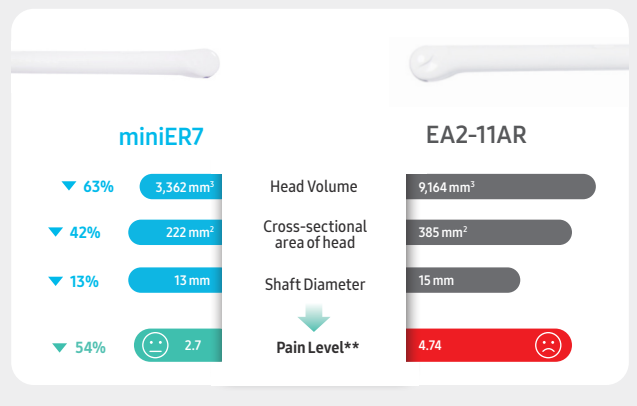 miniER7
EA2-11AR
▼ 63%
3,362 mm³
Head Volume
9,164 mm³
▼ 42%
222 mm²
Cross-sectional
area of head
385 mm²
▼ 13%
13 mm
Shaft Diameter
15 mm
▼ 54%
2.7
Pain Level**
4.74